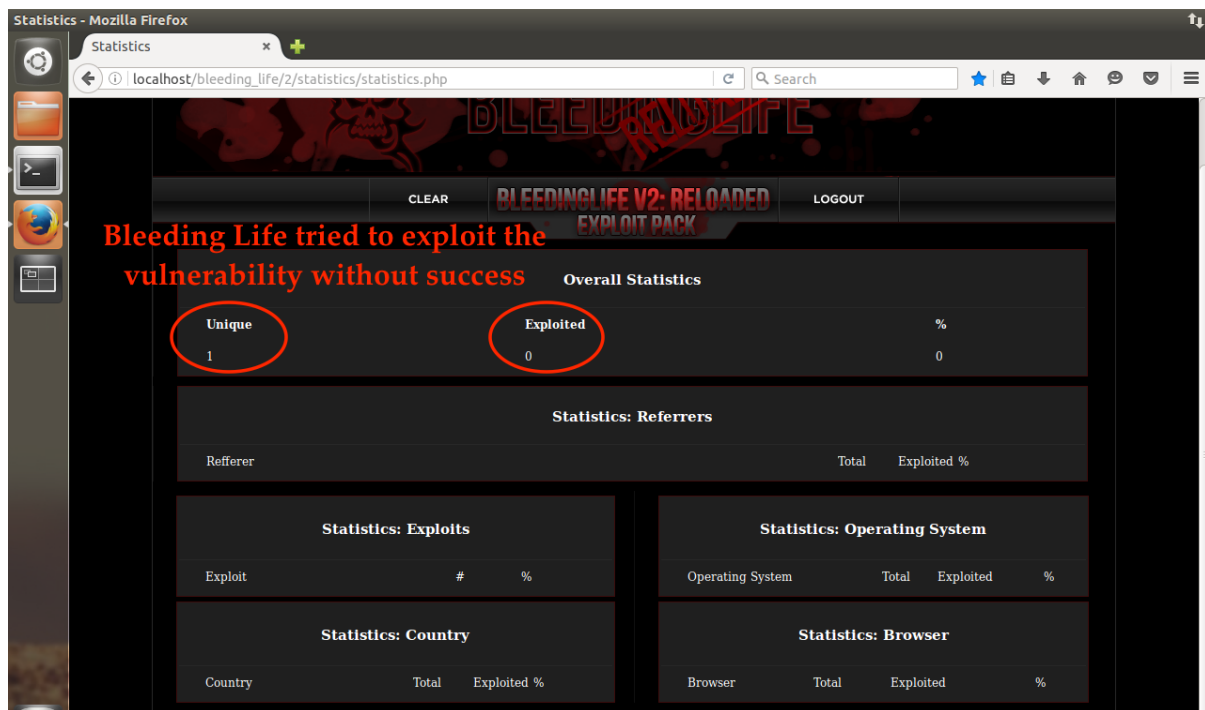 Statistics - Mozilla Firefox
Statistics
localhost/bleeding_life/2/statistics/statistics.php
Search
BLEEDINGLIFE
CLEAR
BLEEDINGLIFE V2: RELOADED
LOGOUT
EXPLOIT PACK
Bleeding Life tried to exploit the
vulnerability without success
Overall Statistics
Unique Exploited %
1 0 0
Statistics: Referrers
Refferer Total Exploited %
Statistics: Exploits
Exploit # %
Statistics: Operating System
Operating System Total Exploited %
Statistics: Country
Country Total Exploited %
Statistics: Browser
Browser Total Exploited %